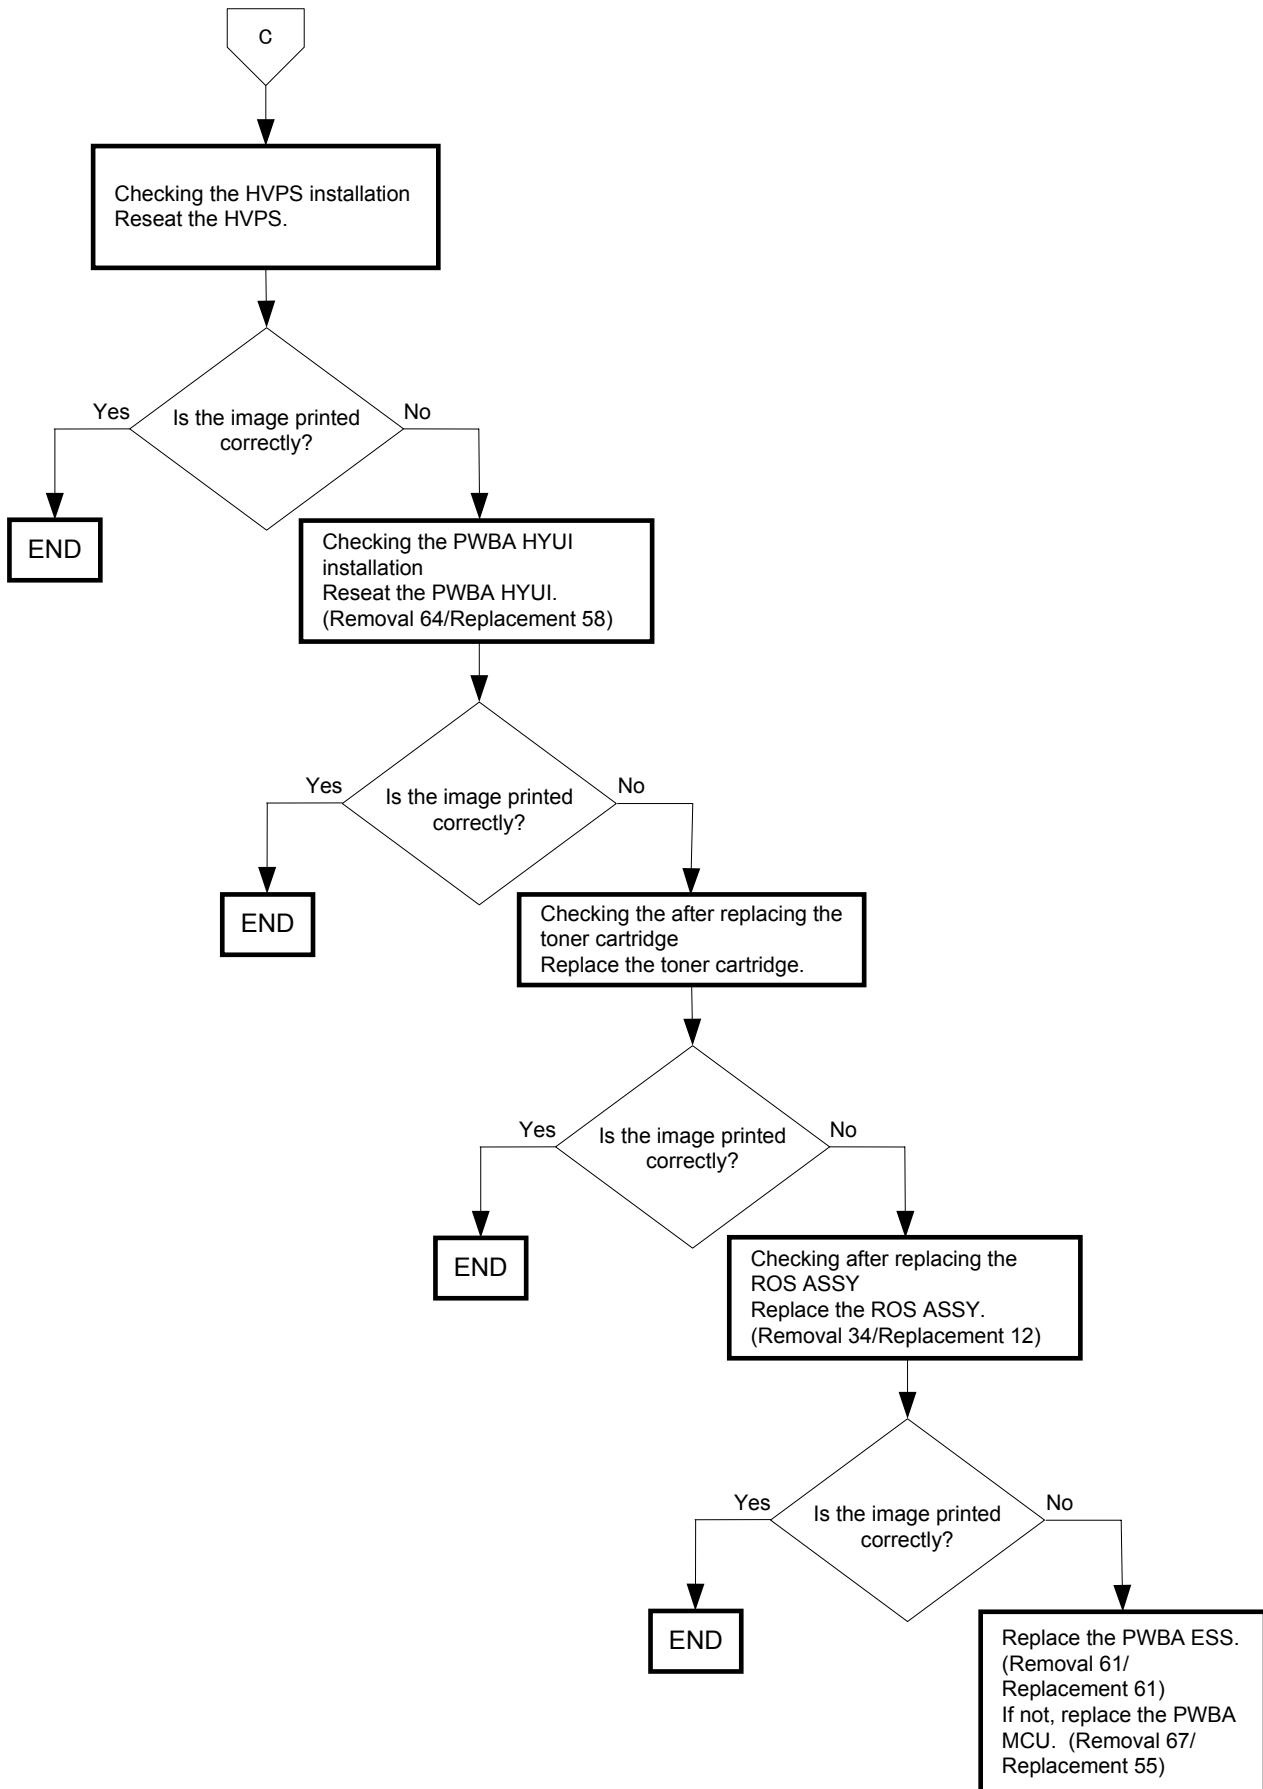 C
Checking the HVPS installation
Reseat the HVPS.
Yes
No
Is the image printed
correctly?
END
Checking the PWBA HYUI
installation
Reseat the PWBA HYUI.
(Removal 64/Replacement 58)
Yes
No
Is the image printed
correctly?
END
Checking the after replacing the
toner cartridge
Replace the toner cartridge.
Yes
No
Is the image printed
correctly?
END
Checking after replacing the
ROS ASSY
Replace the ROS ASSY.
(Removal 34/Replacement 12)
Yes
No
Is the image printed
correctly?
END
Replace the PWBA ESS.
(Removal 61/
Replacement 61)
If not, replace the PWBA
MCU.  (Removal 67/
Replacement 55)